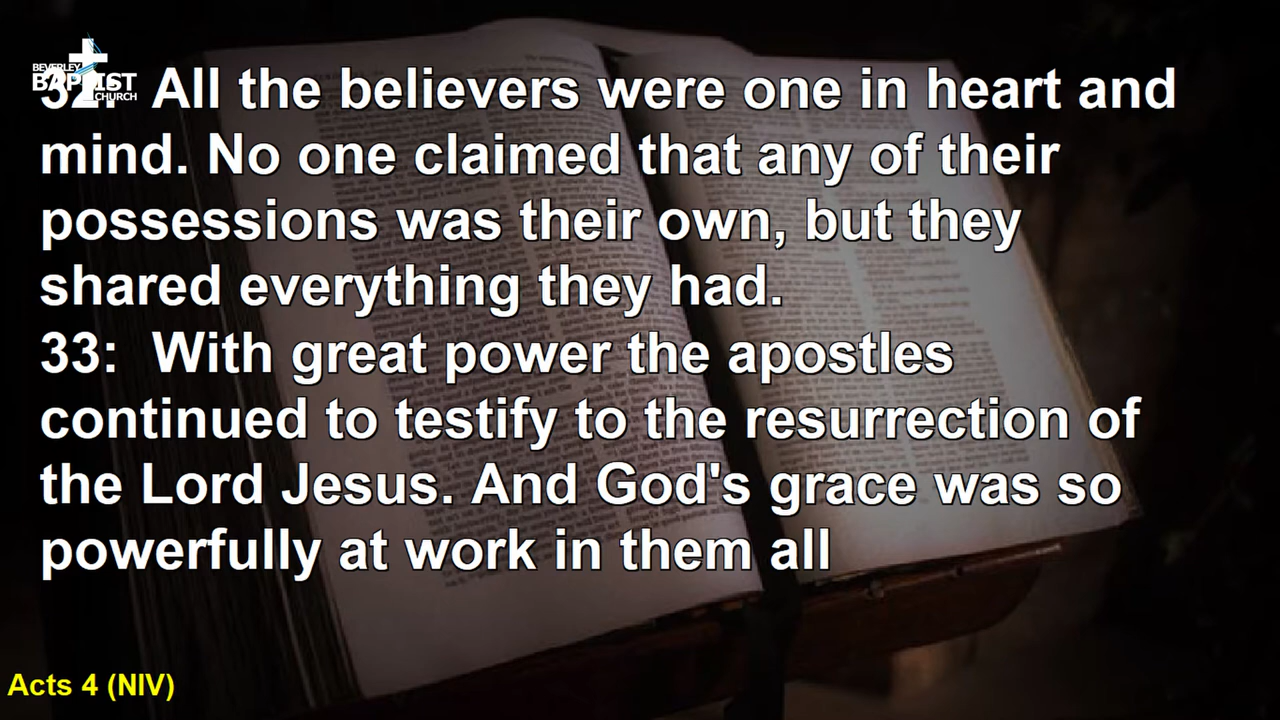 BEVERLEY
BAPTIST
CHURCH
32: All the believers were one in heart and
mind. No one claimed that any of their
possessions was their own, but they
shared everything they had.
33: With great power the apostles
continued to testify to the resurrection of
the Lord Jesus. And God's grace was so
powerfully at work in them all
Acts 4 (NIV)